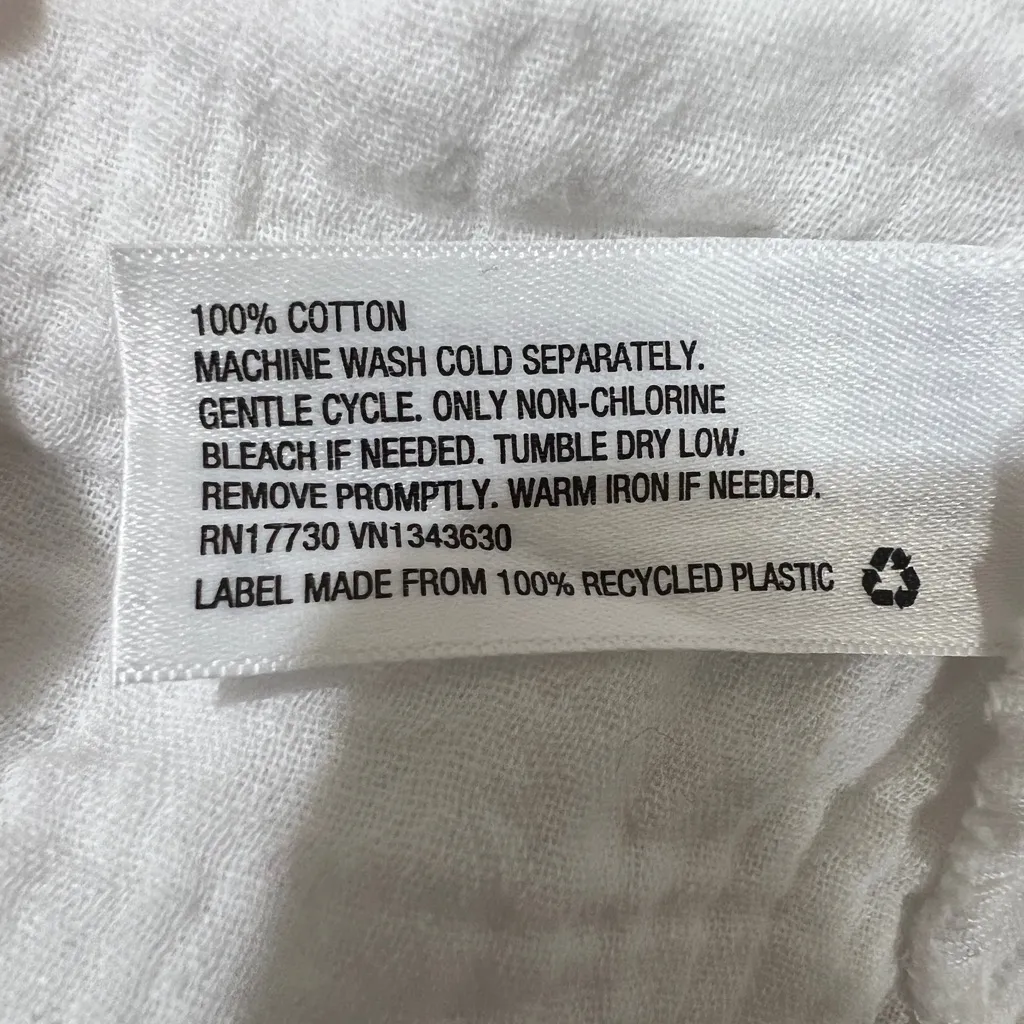 100% COTTON
MACHINE WASH COLD SEPARATELY.
GENTLE CYCLE. ONLY NON-CHLORINE
BLEACH IF NEEDED. TUMBLE DRY LOW.
REMOVE PROMPTLY. WARM IRON IF NEEDED.
RN17730 VN1343630
LABEL MADE FROM 100% RECYCLED PLASTIC